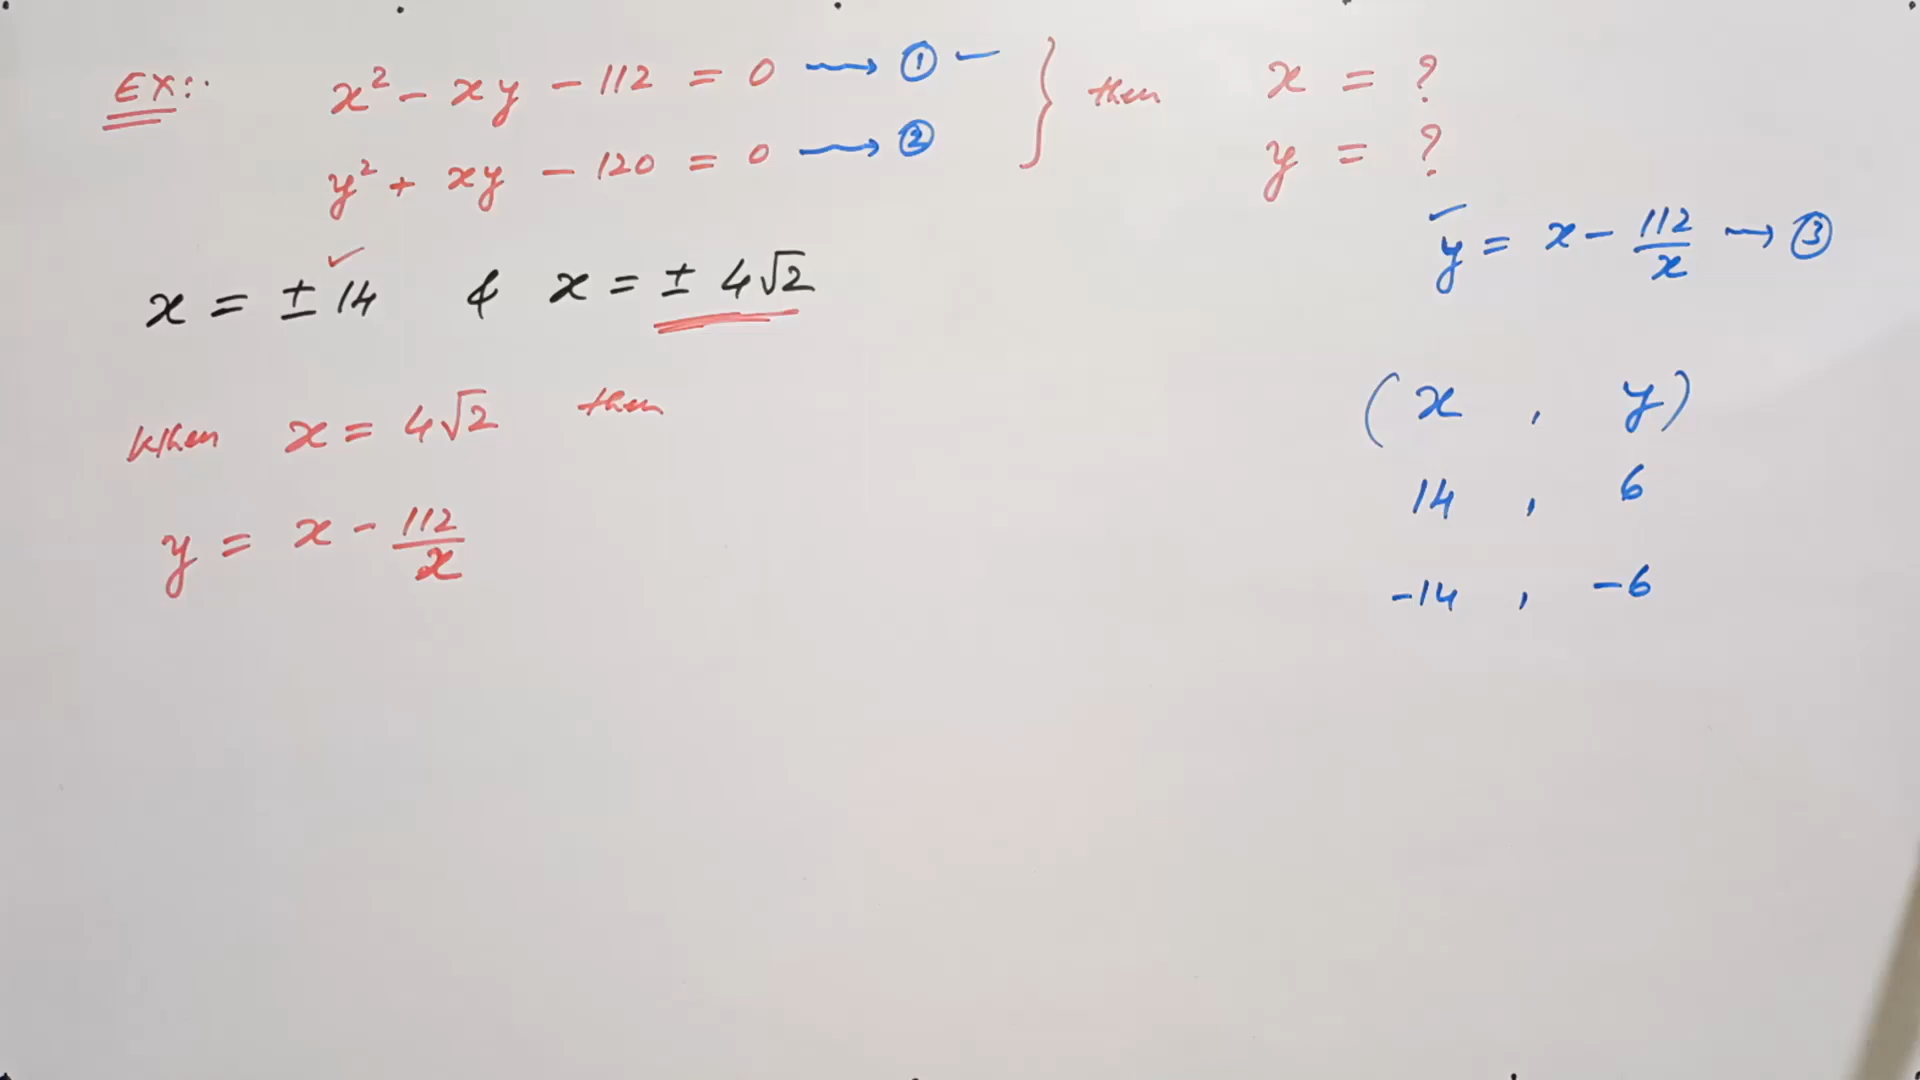 EX:- x² - xy - 112 = 0 → ① } then x = ?
y² + xy - 120 = 0 → ② y = ?
y = x - 112/x → ③
x = ± 14 & x = ± 4√2
(x , y)
When x = 4√2 then
14 , 6
y = x - 112/x
-14 , -6